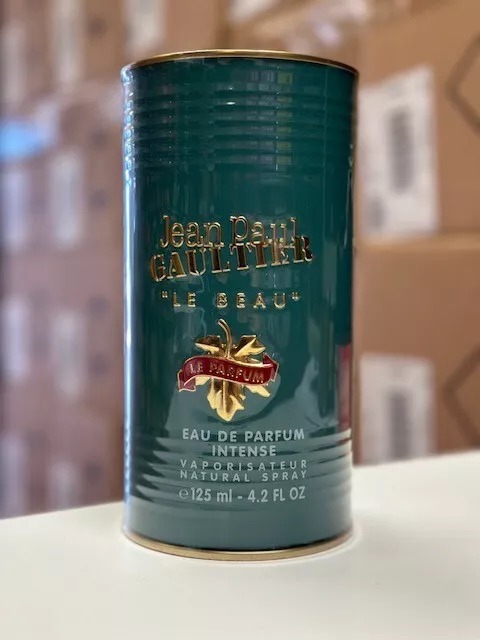 Jean Paul
GAULTIER
"LE BEAU"
LE PARFUM
EAU DE PARFUM
INTENSE
VAPORISATEUR
NATURAL SPRAY
℮125 ml - 4.2 FL OZ